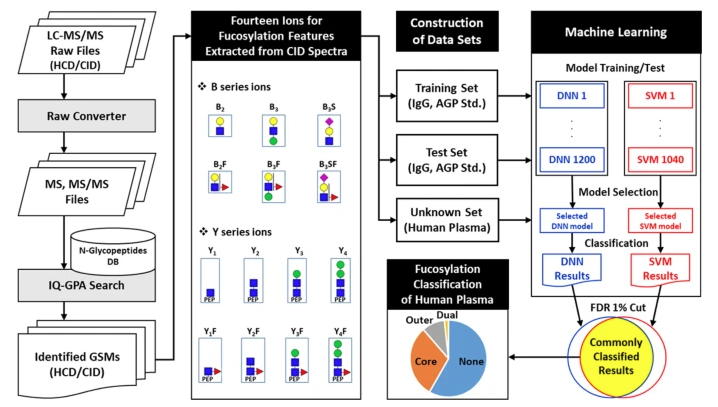 LC-MS/MS
Raw Files
(HCD/CID)
Raw Converter
MS, MS/MS
Files
N-Glycopeptides
DB
IQ-GPA Search
Identified GSMs
(HCD/CID)
Fourteen Ions for
Fucosylation Features
Extracted from CID Spectra
❖ B series ions
B2
B3
B3S
B2F
B3F
B3SF
❖ Y series ions
Y1
Y2
Y3
Y4
PEP
PEP
PEP
PEP
Y1F
Y2F
Y3F
Y4F
PEP
PEP
PEP
PEP
Construction
of Data Sets
Training Set
(IgG, AGP Std.)
Test Set
(IgG, AGP Std.)
Unknown Set
(Human Plasma)
Machine Learning
Model Training/Test
DNN 1
SVM 1
DNN 1200
SVM 1040
Model Selection
Selected
DNN model
Selected
SVM model
Classification
DNN
Results
SVM
Results
FDR 1% Cut
Commonly
Classified
Results
Fucosylation
Classification
of Human Plasma
Dual
Outer
Core
None